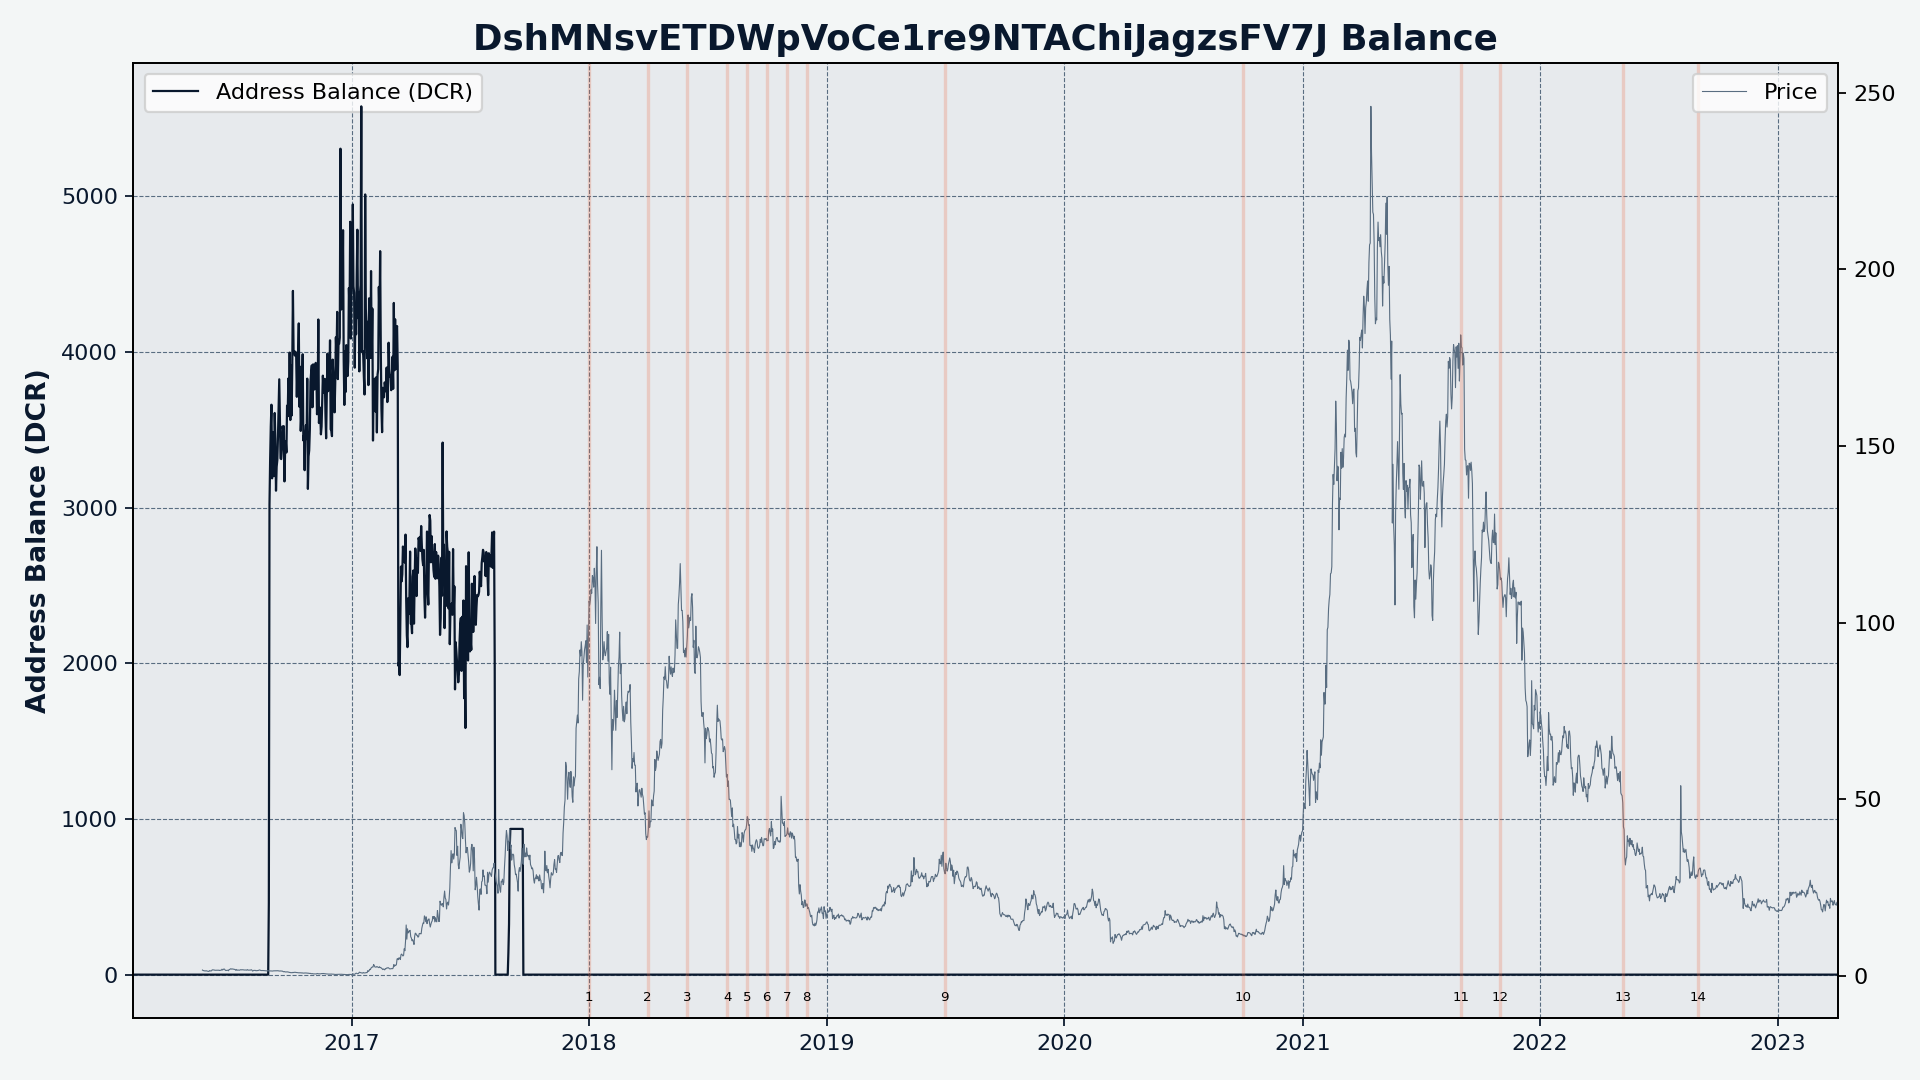 DshMNsvETDWpVoCe1re9NTAChiJagzsFV7J Balance
Address Balance (DCR)
Price
Address Balance (DCR)
5000
4000
3000
2000
1000
0
250
200
150
100
50
0
1 2 3 4 5 6 7 8 9 10 11 12 13 14
2017 2018 2019 2020 2021 2022 2023